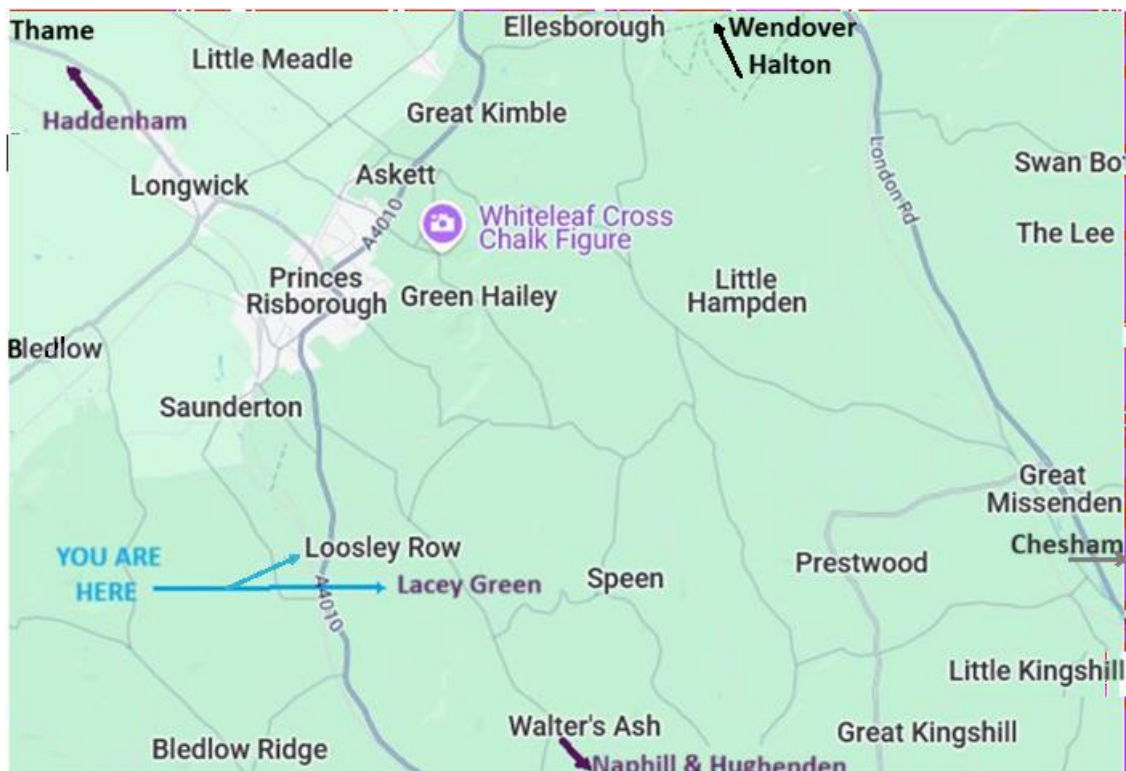 Thame
Ellesborough
Wendover
Little Meadle
Halton
Haddenham
Great Kimble
London Rd
Longwick
Askett
Swan Bot
A4010
Whiteleaf Cross
Chalk Figure
The Lee
Princes
Risborough
Green Hailey
Little
Hampden
Bledlow
Saunderton
Great
Missenden
YOU ARE
HERE
Loosley Row
Chesham
Prestwood
Lacey Green
Speen
A4010
Little Kingshill
Walter's Ash
Great Kingshill
Bledlow Ridge
Naphill & Hughenden